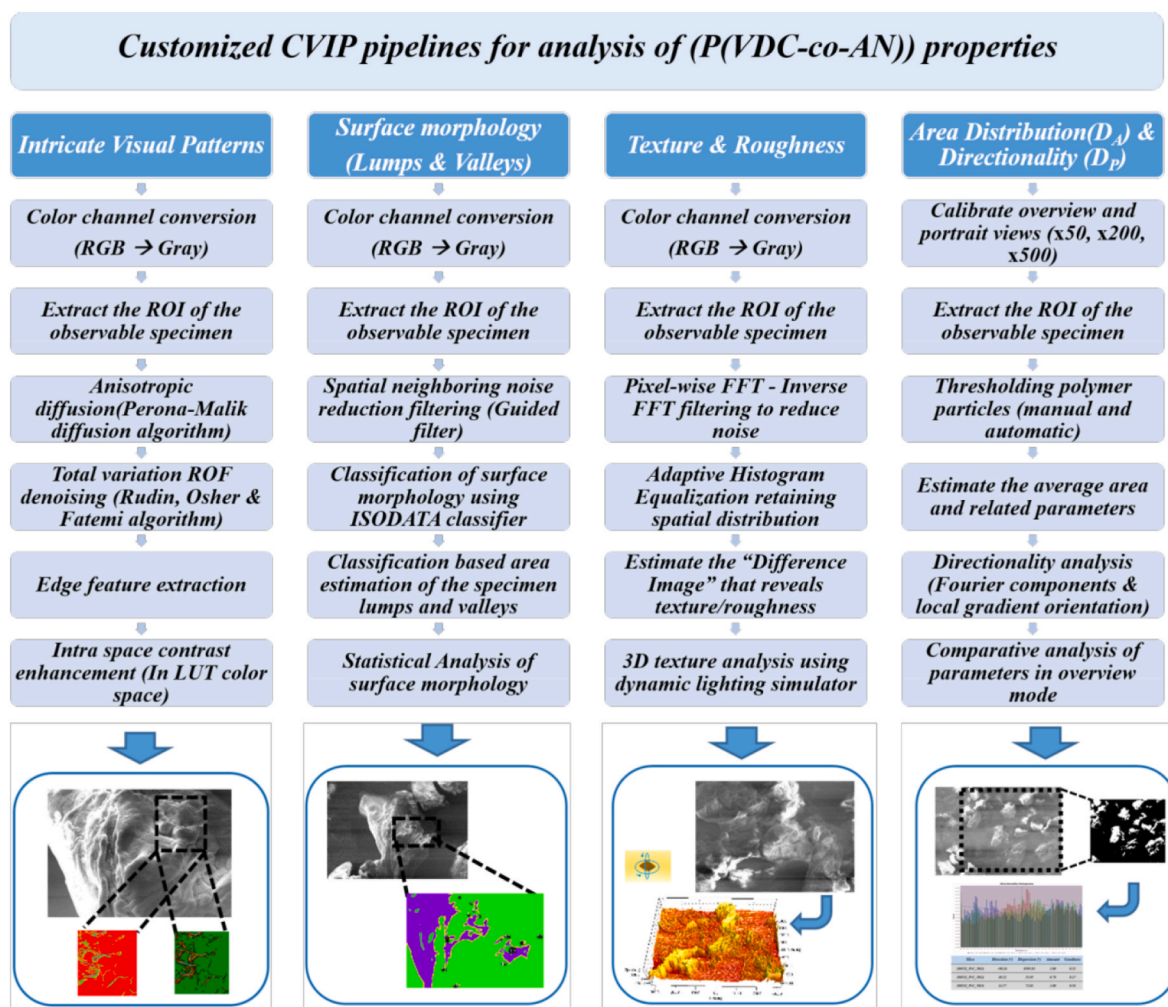 Customized CVIP pipelines for analysis of (P(VDC-co-AN)) properties
Intricate Visual Patterns
Color channel conversion
(RGB → Gray)
Extract the ROI of the
observable specimen
Anisotropic
diffusion(Perona-Malik
diffusion algorithm)
Total variation ROF
denoising (Rudin, Osher &
Fatemi algorithm)
Edge feature extraction
Intra space contrast
enhancement (In LUT color
space)
Surface morphology
(Lumps & Valleys)
Color channel conversion
(RGB → Gray)
Extract the ROI of the
observable specimen
Spatial neighboring noise
reduction filtering (Guided
filter)
Classification of surface
morphology using
ISODATA classifier
Classification based area
estimation of the specimen
lumps and valleys
Statistical Analysis of
surface morphology
Texture & Roughness
Color channel conversion
(RGB → Gray)
Extract the ROI of the
observable specimen
Pixel-wise FFT - Inverse
FFT filtering to reduce
noise
Adaptive Histogram
Equalization retaining
spatial distribution
Estimate the “Difference
Image” that reveals
texture/roughness
3D texture analysis using
dynamic lighting simulator
Area Distribution(D_A) &
Directionality (D_P)
Calibrate overview and
portrait views (x50, x200,
x500)
Extract the ROI of the
observable specimen
Thresholding polymer
particles (manual and
automatic)
Estimate the average area
and related parameters
Directionality analysis
(Fourier components &
local gradient orientation)
Comparative analysis of
parameters in overview
mode